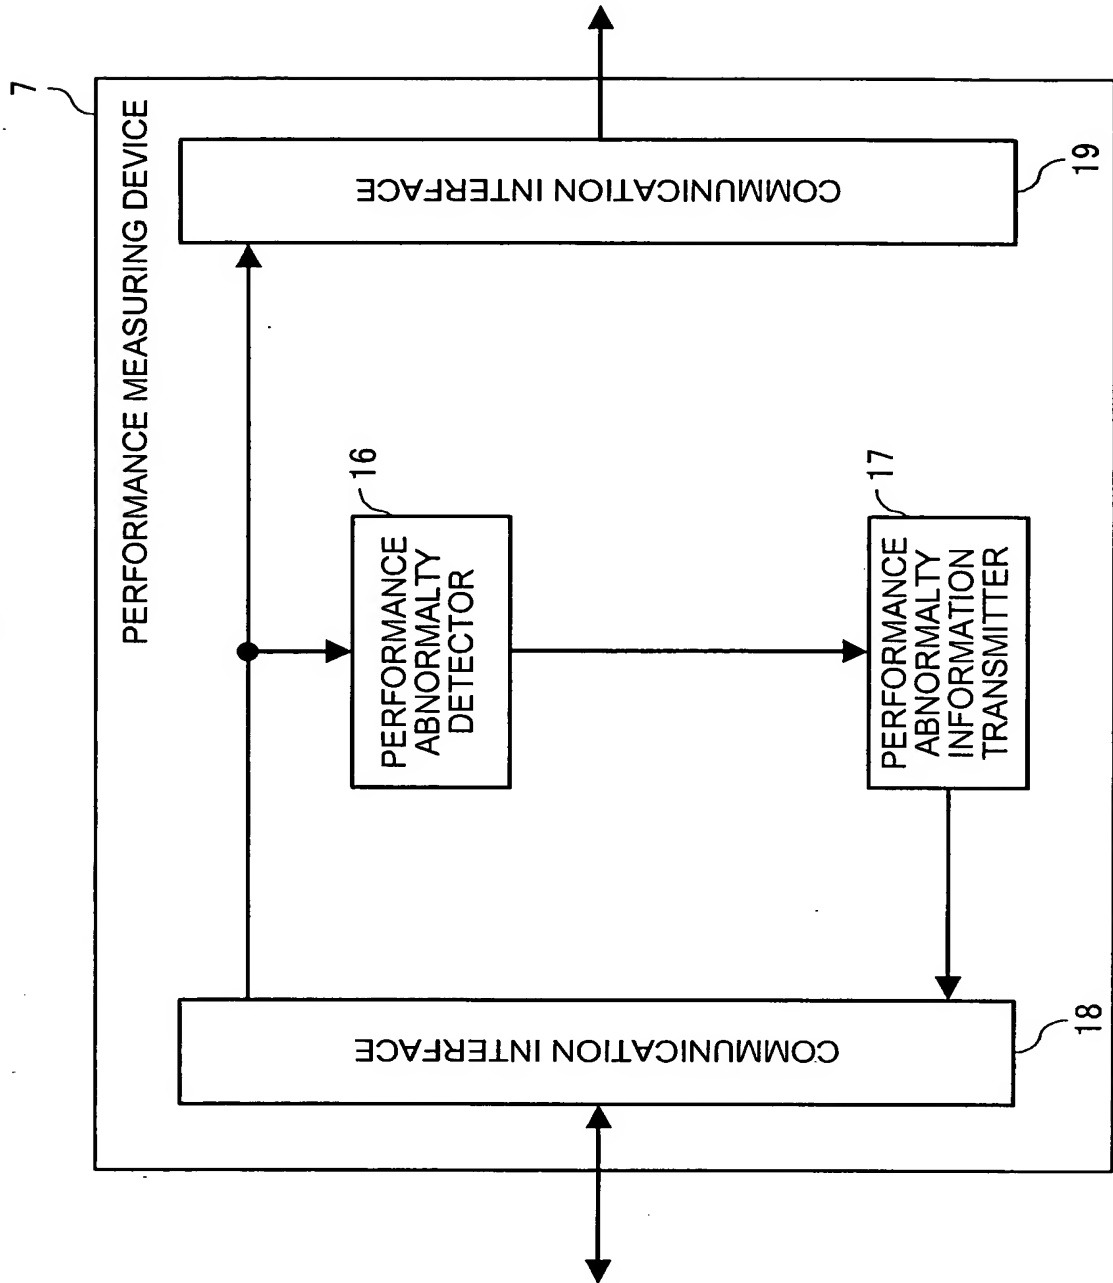 7
PERFORMANCE MEASURING DEVICE
COMMUNICATION INTERFACE
18
PERFORMANCE
ABNORMALTY
DETECTOR
16
PERFORMANCE
ABNORMALTY
INFORMATION
TRANSMITTER
17
COMMUNICATION INTERFACE
19